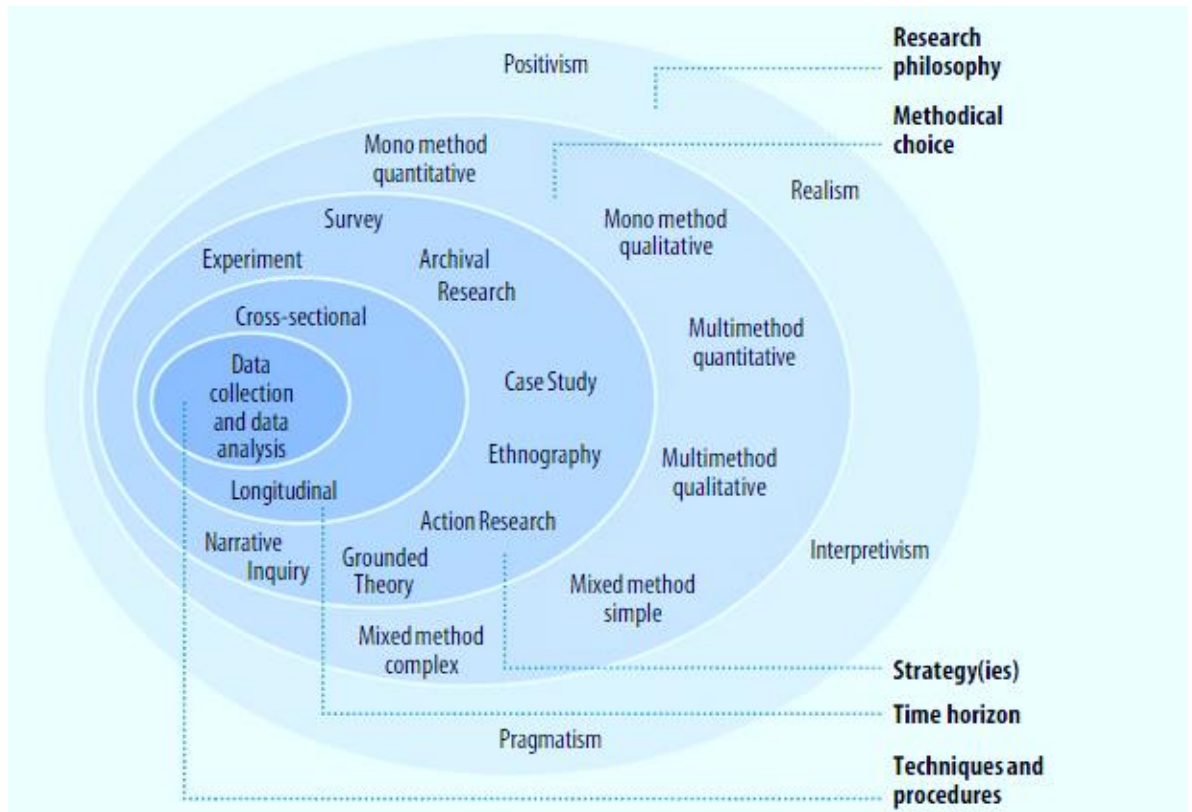 Research
philosophy
Positivism
Methodical
choice
Mono method
quantitative
Realism
Survey
Mono method
qualitative
Experiment
Archival
Research
Cross-sectional
Multimethod
quantitative
Data
collection
and data
analysis
Case Study
Ethnography
Multimethod
qualitative
Longitudinal
Action Research
Narrative
Inquiry
Grounded
Theory
Interpretivism
Mixed method
simple
Mixed method
complex
Strategy(ies)
Time horizon
Pragmatism
Techniques and
procedures